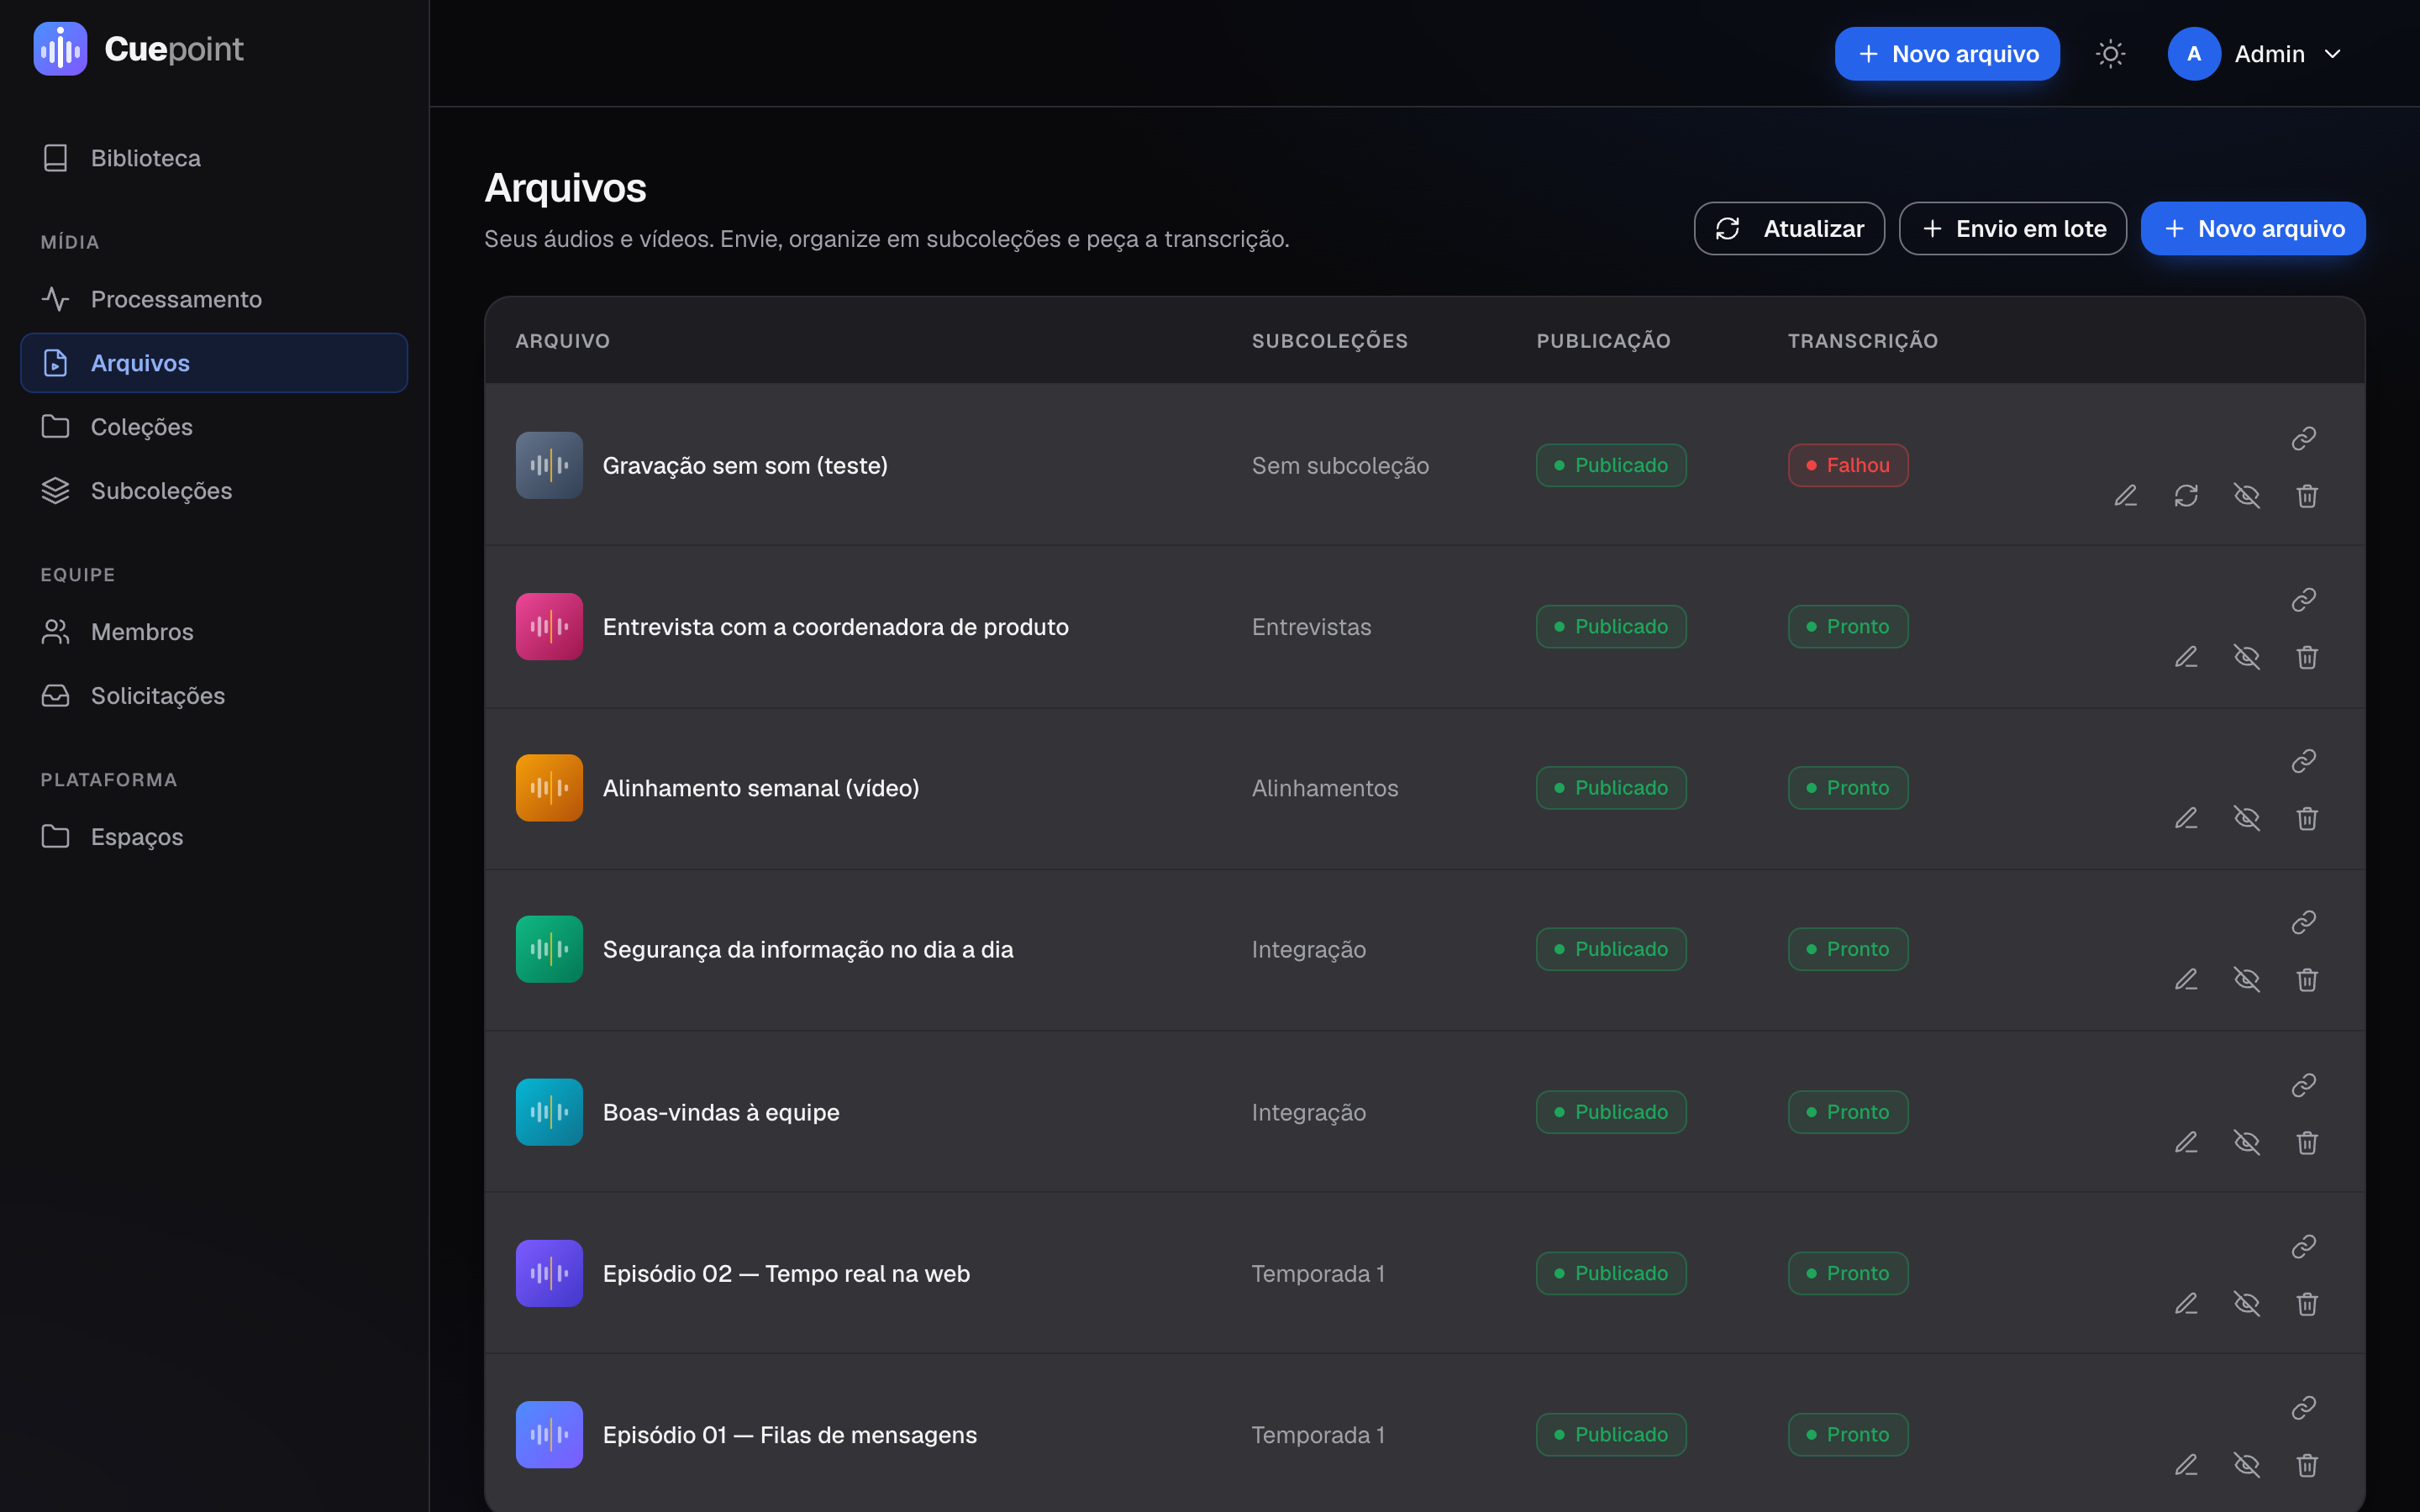 Cuepoint
Novo arquivo
A
Admin
Biblioteca
MÍDIA
Processamento
Arquivos
Coleções
Subcoleções
EQUIPE
Membros
Solicitações
PLATAFORMA
Espaços
Arquivos
Seus áudios e vídeos. Envie, organize em subcoleções e peça a transcrição.
Atualizar
Envio em lote
Novo arquivo
ARQUIVO SUBCOLEÇÕES PUBLICAÇÃO TRANSCRIÇÃO
Gravação sem som (teste) Sem subcoleção Publicado Falhou
Entrevista com a coordenadora de produto Entrevistas Publicado Pronto
Alinhamento semanal (vídeo) Alinhamentos Publicado Pronto
Segurança da informação no dia a dia Integração Publicado Pronto
Boas-vindas à equipe Integração Publicado Pronto
Episódio 02 — Tempo real na web Temporada 1 Publicado Pronto
Episódio 01 — Filas de mensagens Temporada 1 Publicado Pronto